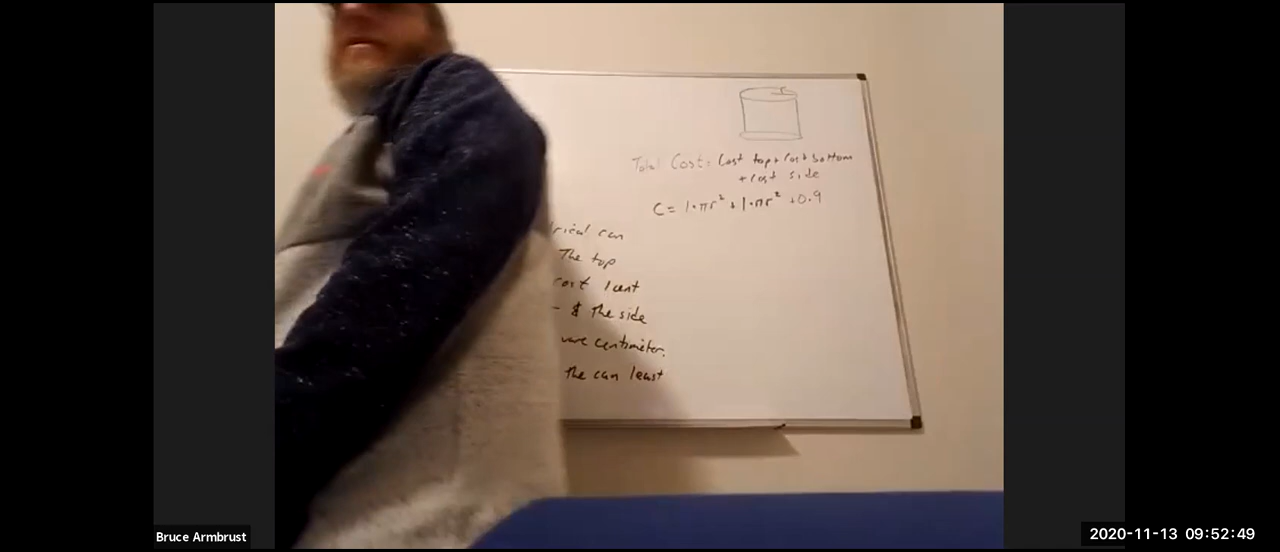 Total Cost = Cost top + Cost bottom
+ Cost side
C = 1·πr² + 1·πr² + 0.9
rical can
The top
cost 1 cent
- & the side
uare centimeter.
the can least
Bruce Armbrust
2020-11-13 09:52:49